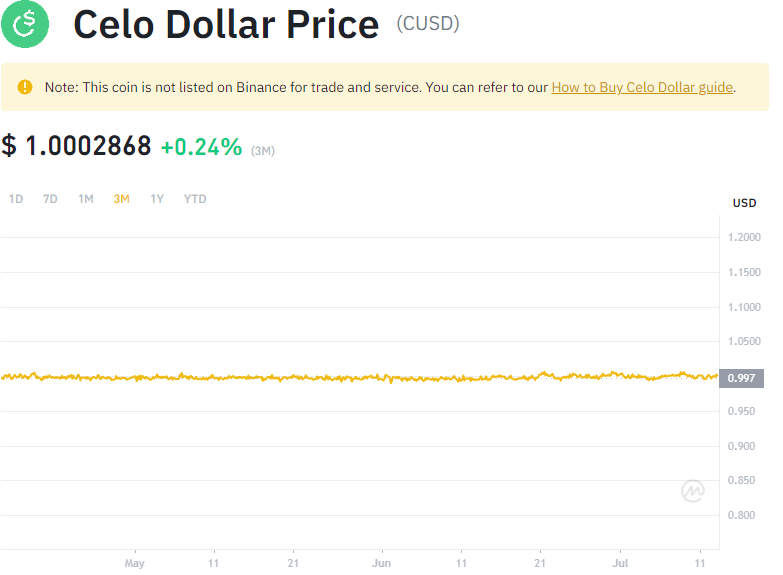 Celo Dollar Price (CUSD)
Note: This coin is not listed on Binance for trade and service. You can refer to our How to Buy Celo Dollar guide.
$ 1.0002868 +0.24% (3M)
1D 7D 1M 3M 1Y YTD
USD
1.2000
1.1500
1.1000
1.0500
0.997
0.950
0.900
0.850
0.800
May 11 21 Jun 11 21 Jul 11